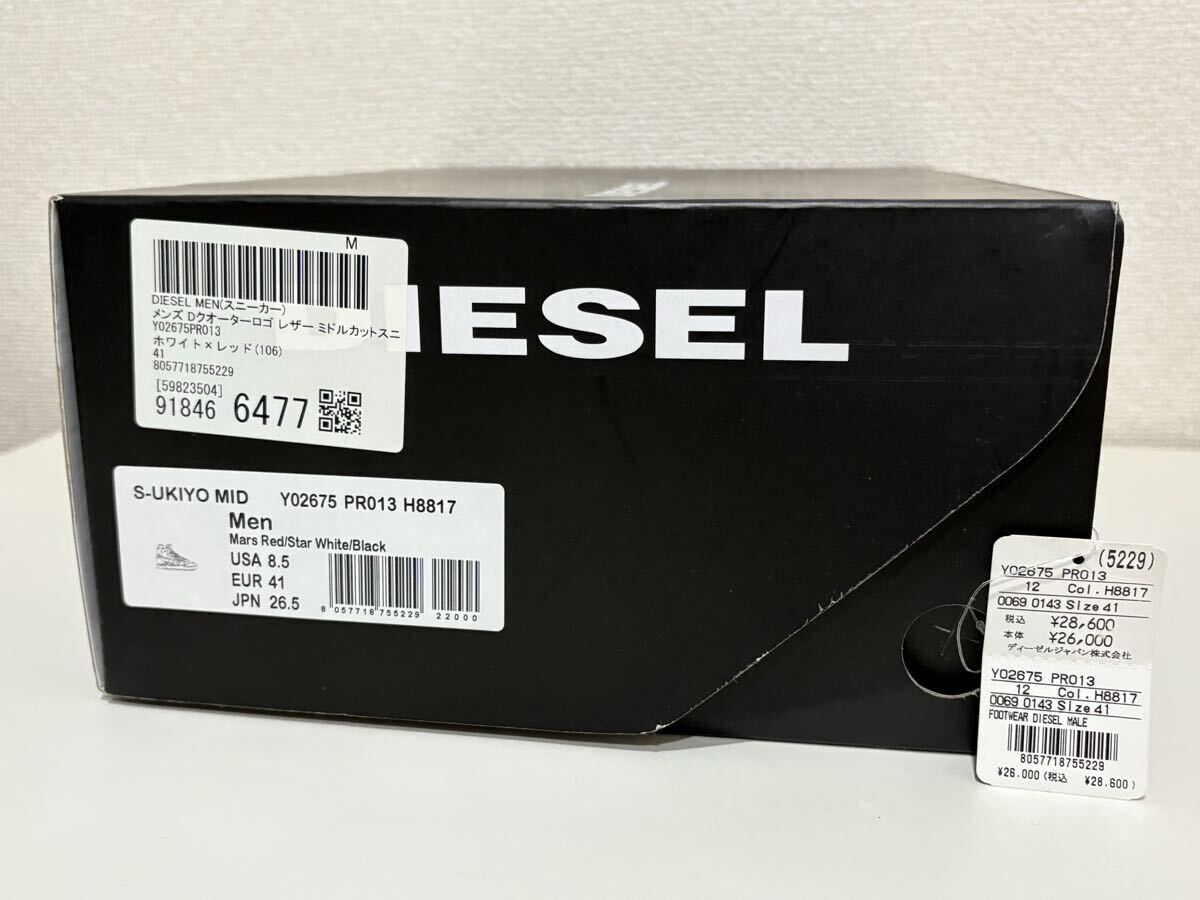 M
DIESEL MEN(スニーカー)
メンズ Dクオーターロゴ レザー ミドルカットスニ
Y02675PR013
ホワイト×レッド(106)
41
8057718755229
[59823504]
91846 6477
IESEL
S-UKIYO MID Y02675 PR013 H8817
Men
Mars Red/Star White/Black
USA 8.5
EUR 41
JPN 26.5
8 057718 755229 22000
(5229)
Y02675 PR013
12 Col.H8817
0069 0143 Size 41
税込 ¥28,600
本体 ¥26,000
ディーゼルジャパン株式会社
Y02675 PR013
12 Col.H8817
0069 0143 Size 41
FOOTWEAR DIESEL MALE
8057718755229
¥26.000(税込 ¥28.600)